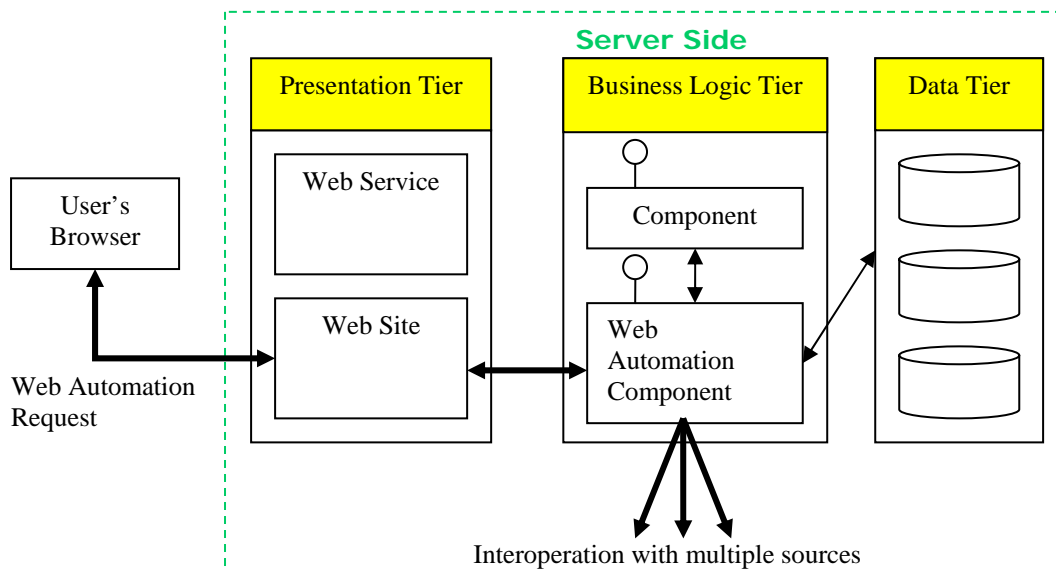 Server Side
Presentation Tier
Business Logic Tier
Data Tier
Web Service
Component
User's
Browser
Web Site
Web
Automation
Component
Web Automation
Request
Interoperation with multiple sources